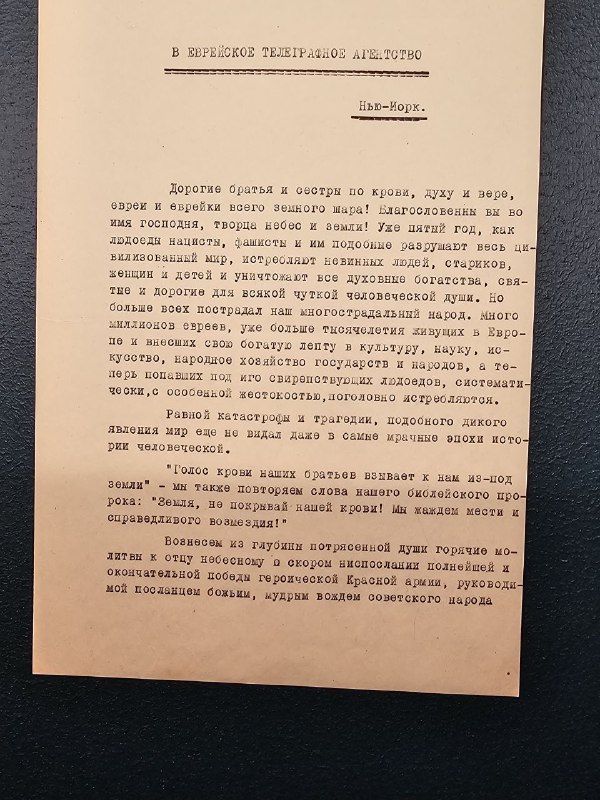 В ЕВРЕЙСКОЕ ТЕЛЕГРАФНОЕ АГЕНТСТВО
Нью-Иорк.
Дорогие братья и сестры по крови, духу и вере,
евреи и еврейки всего земного шара! Благословенны вы во
имя господня, творца небес и земли! Уже пятый год, как
людоеды нацисты, фашисты и им подобные разрушают весь ци-
вилизованный мир, истребляют невинных людей, стариков,
женщин и детей и уничтожают все духовные богатства, свя-
тые и дорогие для всякой чуткой человеческой души. Но
больше всех пострадал наш многострадальный народ. Много
миллионов евреев, уже больше тысячелетия живущих в Евро-
пе и внесших свою богатую лепту в культуру, науку, ис-
кусство, народное хозяйство государств и народов, а те-
перь попавших под иго свирепствующих людоедов, системати-
чески,с особенной жестокостью,поголовно истребляются.
Равной катастрофы и трагедии, подобного дикого
явления мир еще не видал даже в самые мрачные эпохи исто-
рии человеческой.
"Голос крови наших братьев взывает к нам из-под
земли" - мы также повторяем слова нашего библейского про-
рока: "Земля, не покрывай нашей крови! Мы жаждем мести и
справедливого возмездия!"
Вознесем из глубины потрясенной души горячие мо-
литвы к отцу небесному о скором ниспослании полнейшей и
окончательной победы героической Красной армии, руководи-
мой посланцем божьим, мудрым вождем советского народа